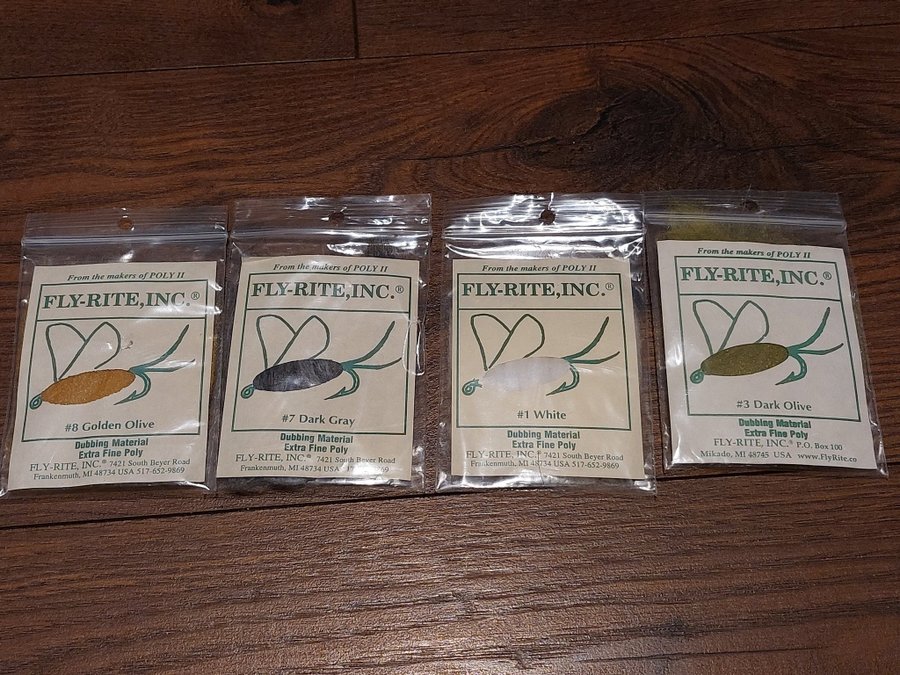 From the makers of POLY II
FLY-RITE,INC.®
#8 Golden Olive
Dubbing Material
Extra Fine Poly
FLY-RITE, INC.® 7421 South Beyer Road
Frankenmuth, MI 48734 USA 517-652-9869
From the makers of POLY II
FLY-RITE,INC.®
#7 Dark Gray
Dubbing Material
Extra Fine Poly
FLY-RITE, INC.® 7421 South Beyer Road
Frankenmuth, MI 48734 USA 517-652-9869
From the makers of POLY II
FLY-RITE,INC.®
#1 White
Dubbing Material
Extra Fine Poly
FLY-RITE, INC.® 7421 South Beyer Road
Frankenmuth, MI 48734 USA 517-652-9869
From the makers of POLY II
FLY-RITE,INC.®
#3 Dark Olive
Dubbing Material
Extra Fine Poly
FLY-RITE, INC.® P.O. Box 100
Mikado, MI 48745 USA www.FlyRite.co